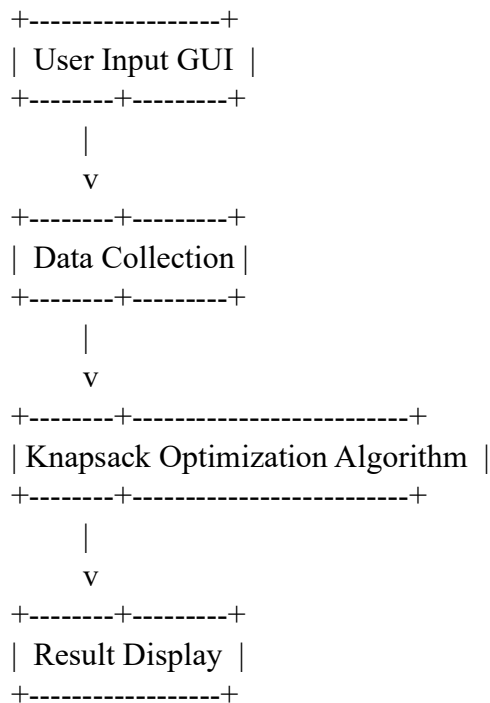 +------------------+
| User Input GUI |
+--------+---------+
|
v
+--------+---------+
| Data Collection |
+--------+---------+
|
v
+--------+--------------------------+
| Knapsack Optimization Algorithm |
+--------+--------------------------+
|
v
+--------+---------+
| Result Display |
+------------------+